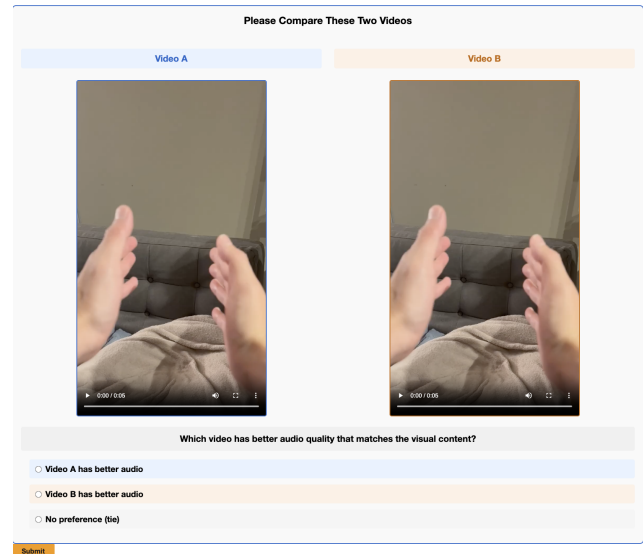 Please Compare These Two Videos
Video A
Video B
0:00 / 0:05
0:00 / 0:05
Which video has better audio quality that matches the visual content?
Video A has better audio
Video B has better audio
No preference (tie)
Submit